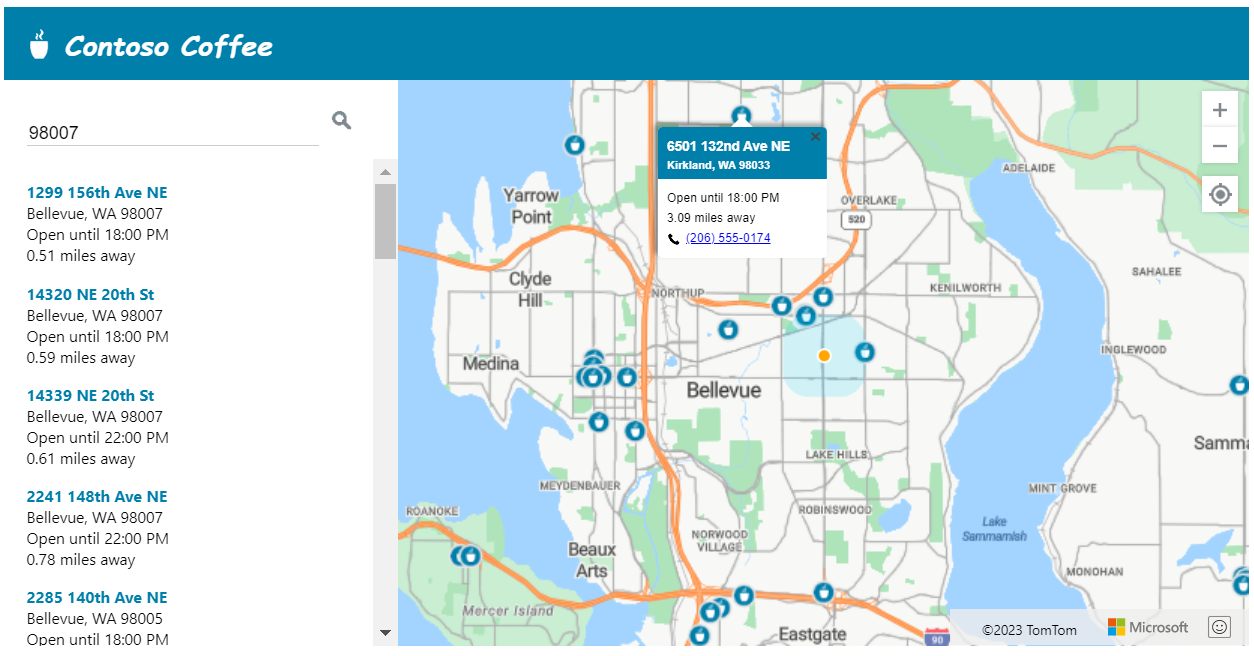 Contoso Coffee
98007
1299 156th Ave NE
Bellevue, WA 98007
Open until 18:00 PM
0.51 miles away
14320 NE 20th St
Bellevue, WA 98007
Open until 18:00 PM
0.59 miles away
14339 NE 20th St
Bellevue, WA 98007
Open until 22:00 PM
0.61 miles away
2241 148th Ave NE
Bellevue, WA 98007
Open until 22:00 PM
0.78 miles away
2285 140th Ave NE
Bellevue, WA 98005
Open until 18:00 PM
6501 132nd Ave NE
Kirkland, WA 98033
Open until 18:00 PM
3.09 miles away
(206) 555-0174
ADELAIDE
Yarrow
Point
OVERLAKE
520
SAHALEE
Clyde
Hill
NORTHUP
KENILWORTH
INGLEWOOD
Medina
Bellevue
Samma
LAKE HILLS
MEYDENBAUER
MINT GROVE
ROANOKE
ROBINSWOOD
Lake
Sammamish
NORWOOD
VILLAGE
Beaux
Arts
MONOHAN
Mercer Island
Eastgate
90
©2023 TomTom
Microsoft